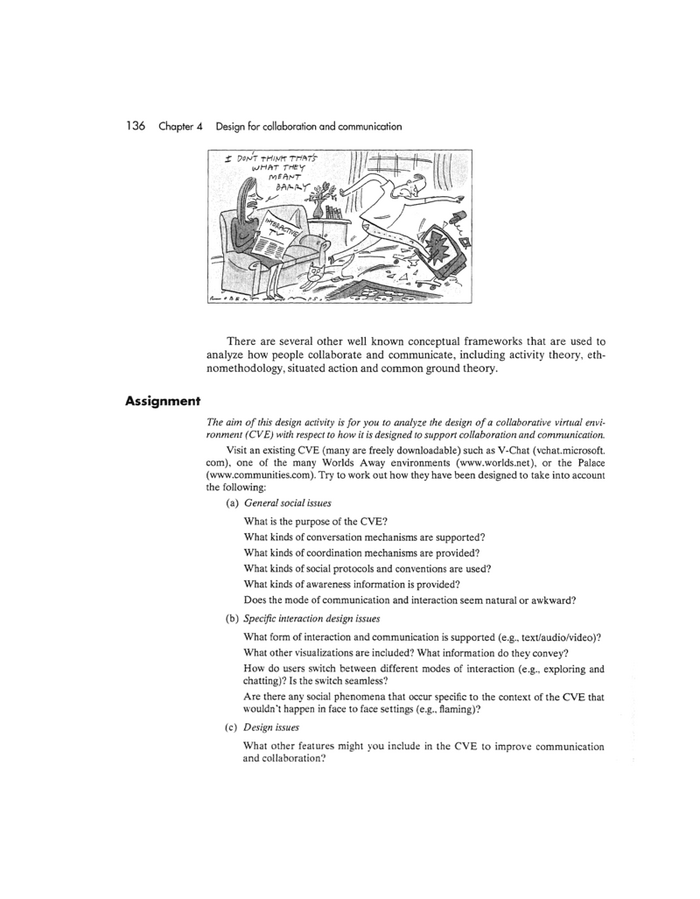 136 Chapter 4 Design for collaboration and communication
I DON'T THINK THAT'S
WHAT THEY
MEANT
BARRY
INTERACTIVE
There are several other well known conceptual frameworks that are used to
analyze how people collaborate and communicate, including activity theory, eth-
nomethodology, situated action and common ground theory.
Assignment
The aim of this design activity is for you to analyze the design of a collaborative virtual envi-
ronment (CVE) with respect to how it is designed to support collaboration and communication.
Visit an existing CVE (many are freely downloadable) such as V-Chat (vchat.microsoft.
com), one of the many Worlds Away environments (www.worlds.net), or the Palace
(www.communities.com). Try to work out how they have been designed to take into account
the following:
(a) General social issues
What is the purpose of the CVE?
What kinds of conversation mechanisms are supported?
What kinds of coordination mechanisms are provided?
What kinds of social protocols and conventions are used?
What kinds of awareness information is provided?
Does the mode of communication and interaction seem natural or awkward?
(b) Specific interaction design issues
What form of interaction and communication is supported (e.g., text/audio/video)?
What other visualizations are included? What information do they convey?
How do users switch between different modes of interaction (e.g., exploring and
chatting)? Is the switch seamless?
Are there any social phenomena that occur specific to the context of the CVE that
wouldn't happen in face to face settings (e.g., flaming)?
(c) Design issues
What other features might you include in the CVE to improve communication
and collaboration?